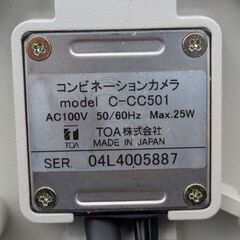 コンビネーションカメラ
model C-CC501
AC100V 50/60Hz Max.25W
TOA TOA株式会社
MADE IN JAPAN
SER. 04L4005887